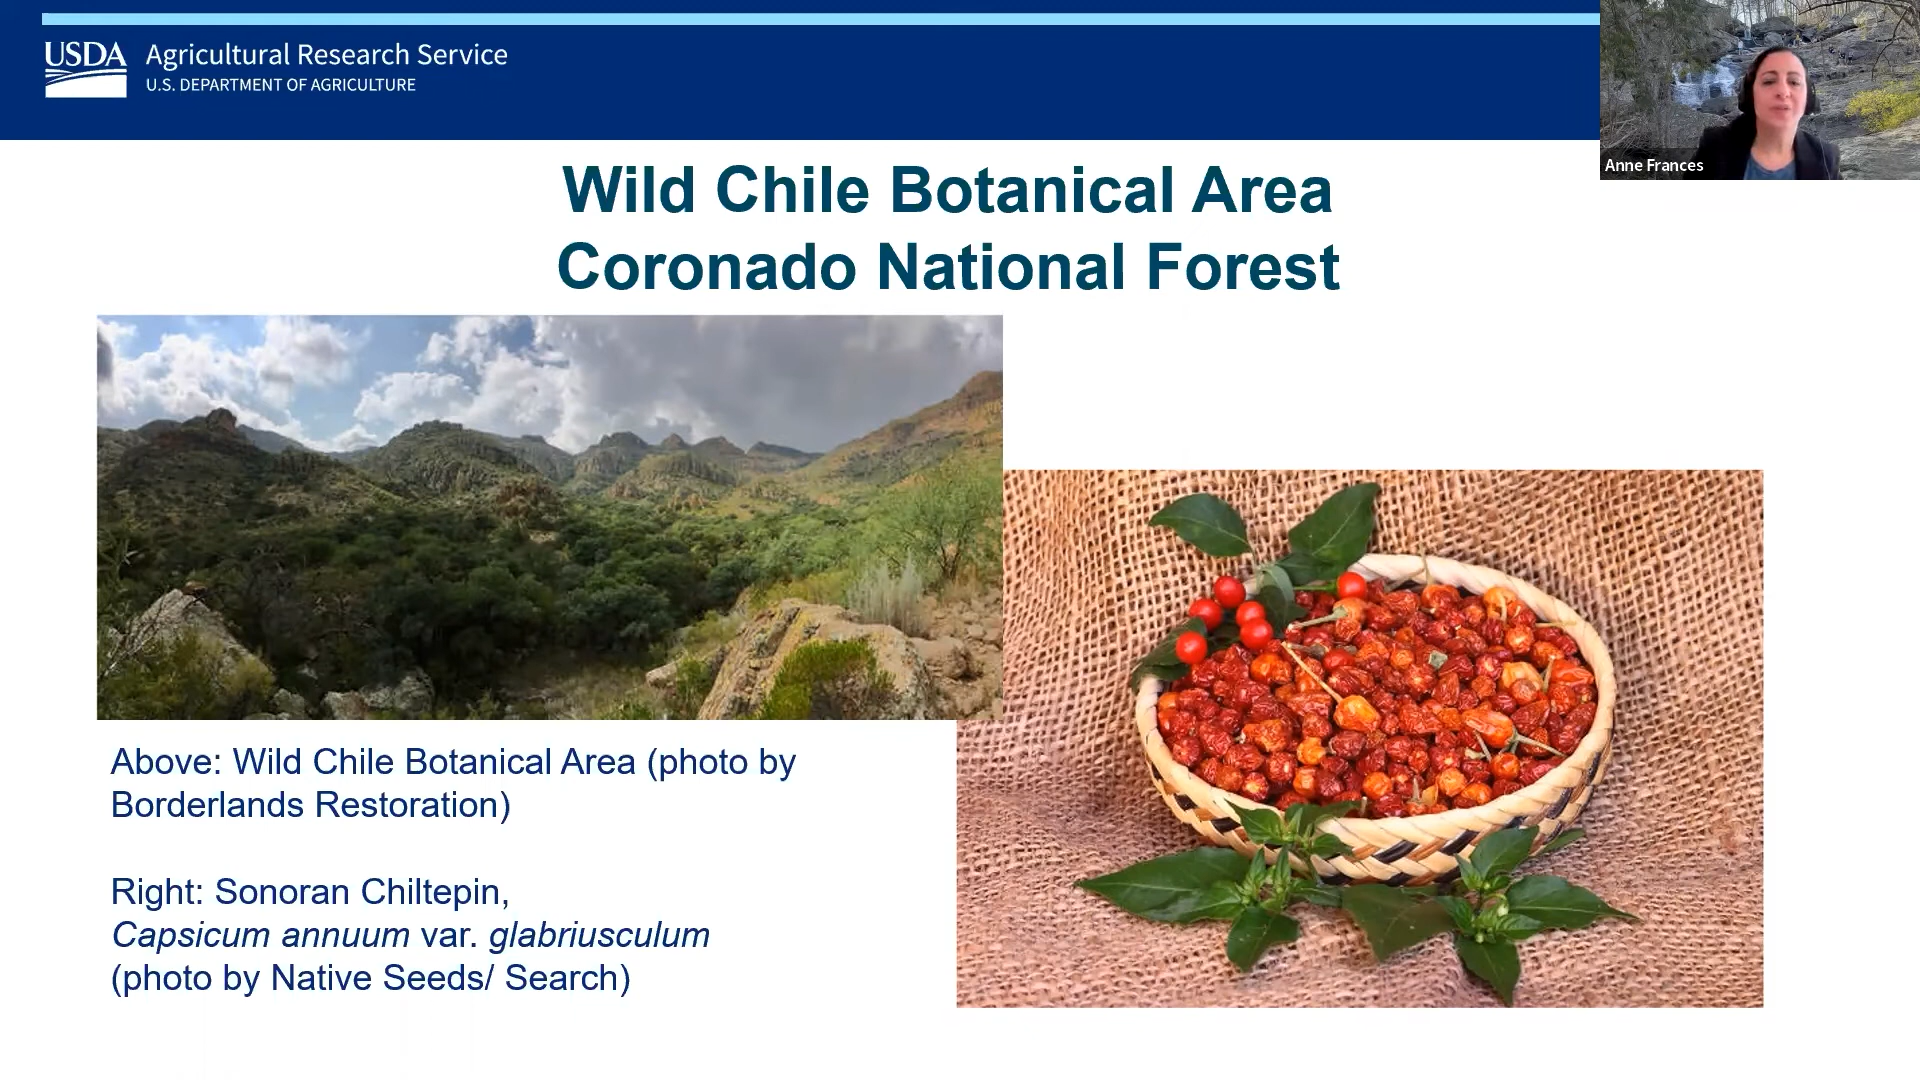 USDA
Agricultural Research Service
U.S. DEPARTMENT OF AGRICULTURE
Anne Frances
Wild Chile Botanical Area
Coronado National Forest
Above: Wild Chile Botanical Area (photo by
Borderlands Restoration)
Right: Sonoran Chiltepin,
Capsicum annuum var. glabriusculum
(photo by Native Seeds/ Search)